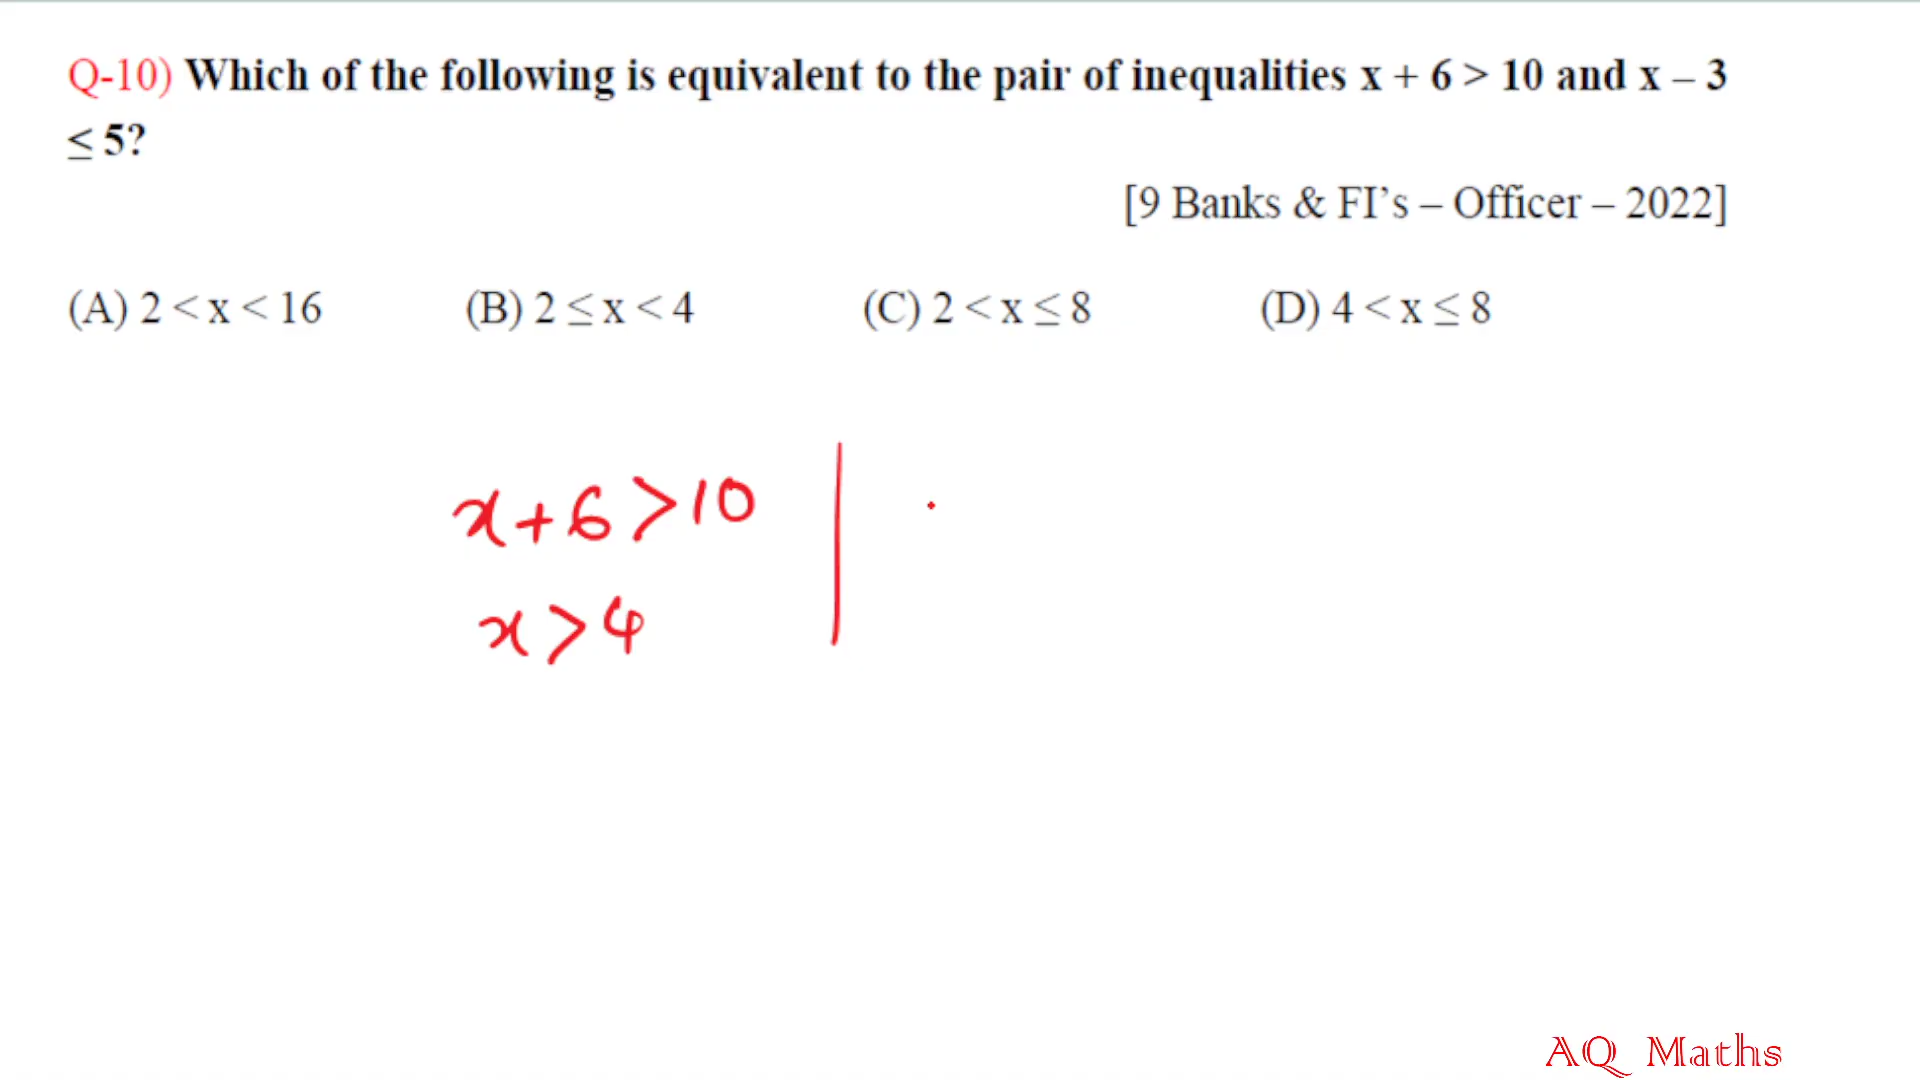 Q-10) Which of the following is equivalent to the pair of inequalities x + 6 > 10 and x – 3
≤ 5?
[9 Banks & FI’s – Officer – 2022]
(A) 2 < x < 16 (B) 2 ≤ x < 4 (C) 2 < x ≤ 8 (D) 4 < x ≤ 8
x+6>10
x>4
AQ Maths